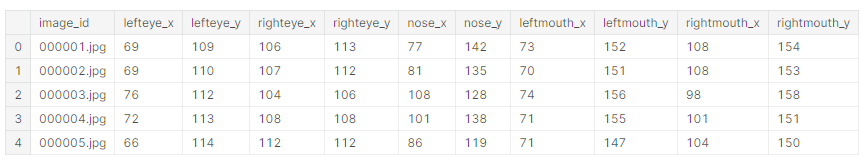 image_id lefteye_x lefteye_y righteye_x righteye_y nose_x nose_y leftmouth_x leftmouth_y rightmouth_x rightmouth_y
0 000001.jpg 69 109 106 113 77 142 73 152 108 154
1 000002.jpg 69 110 107 112 81 135 70 151 108 153
2 000003.jpg 76 112 104 106 108 128 74 156 98 158
3 000004.jpg 72 113 108 108 101 138 71 155 101 151
4 000005.jpg 66 114 112 112 86 119 71 147 104 150